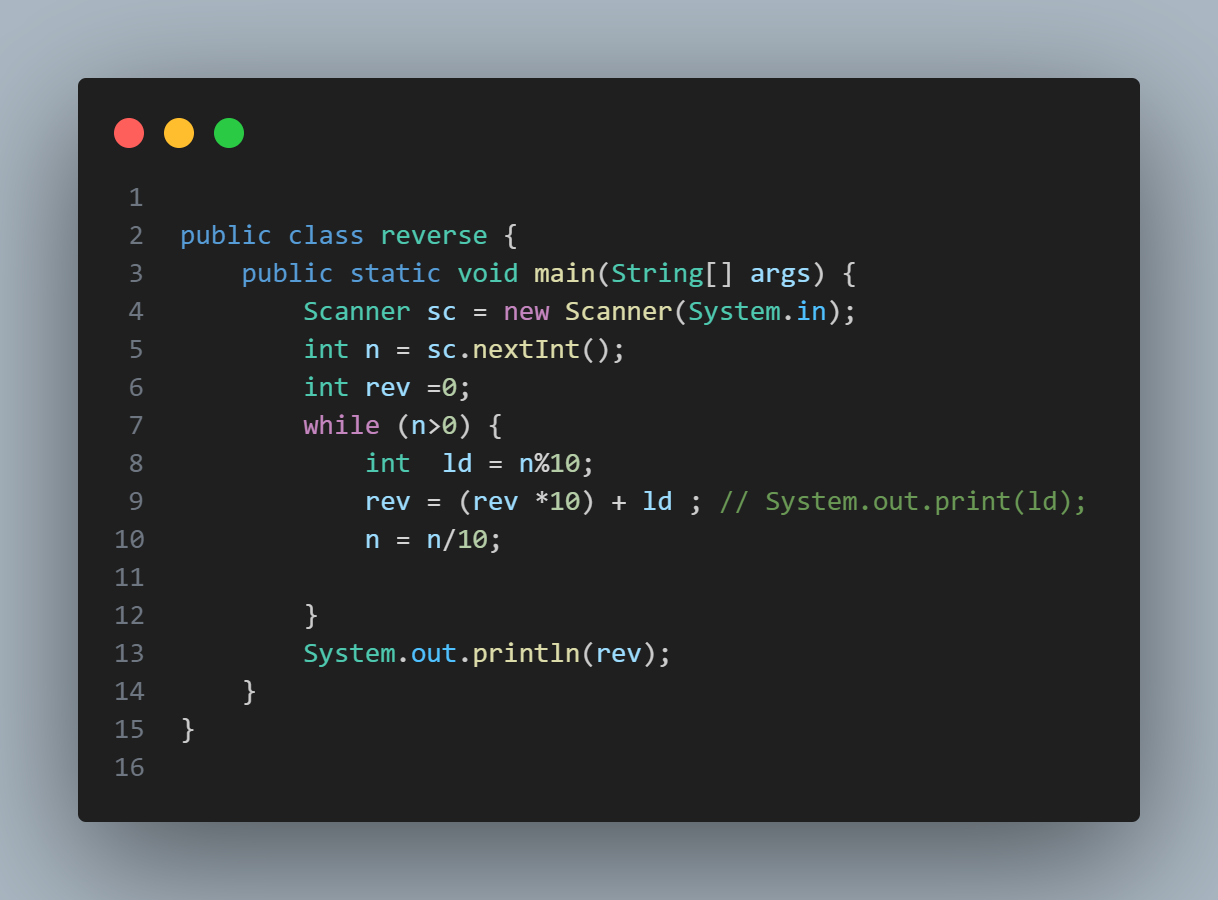 1
2 public class reverse {
3     public static void main(String[] args) {
4         Scanner sc = new Scanner(System.in);
5         int n = sc.nextInt();
6         int rev =0;
7         while (n>0) {
8             int  ld = n%10;
9             rev = (rev *10) + ld ; // System.out.print(ld);
10             n = n/10;
11
12         }
13         System.out.println(rev);
14     }
15 }
16